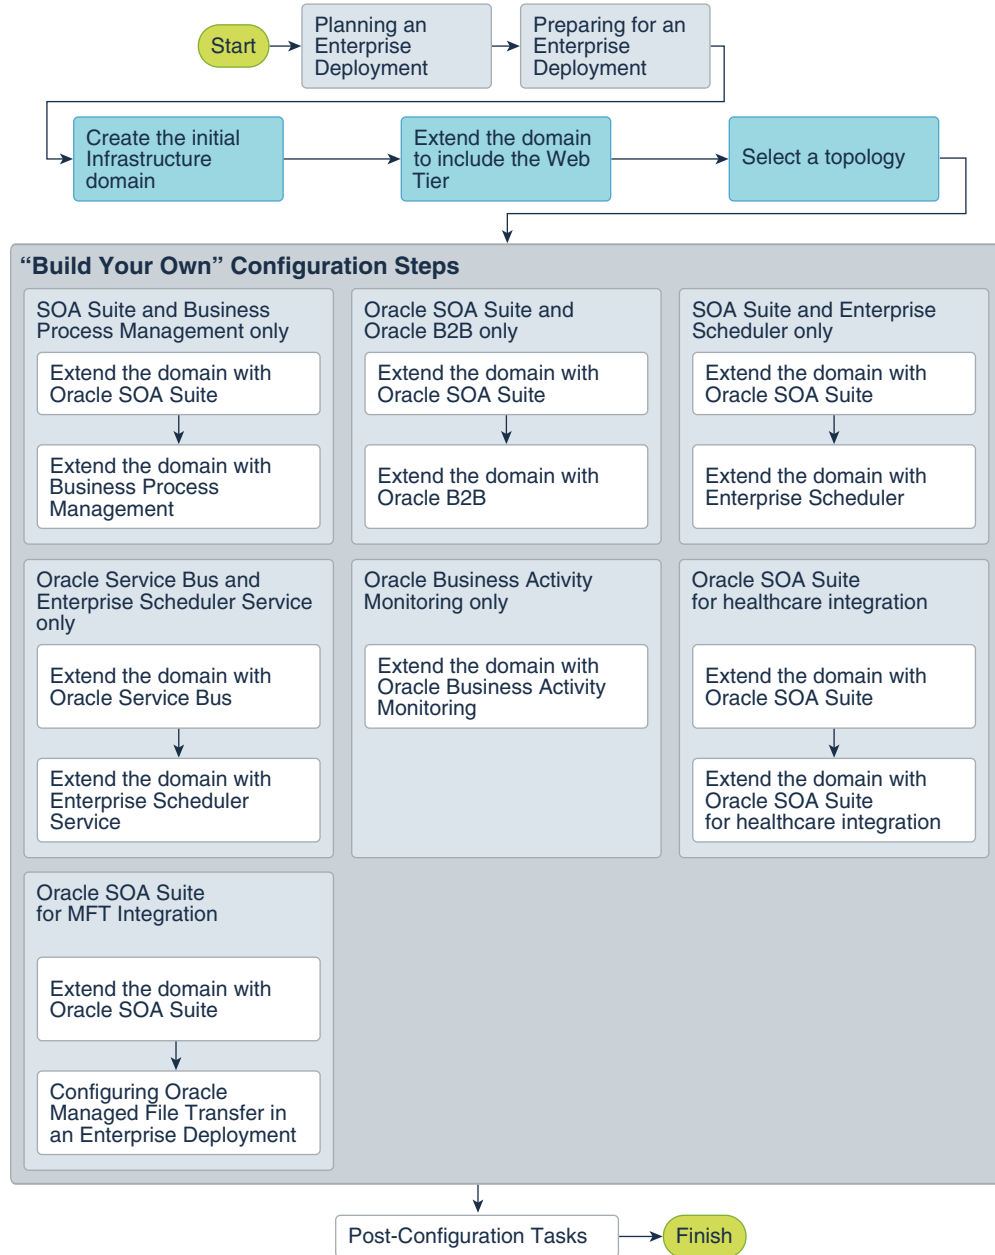 Start
Planning an
Enterprise
Deployment
Preparing for an
Enterprise
Deployment
Create the initial
Infrastructure
domain
Extend the domain
to include the Web
Tier
Select a topology
“Build Your Own” Configuration Steps
SOA Suite and Business
Process Management only
Extend the domain with
Oracle SOA Suite
Extend the domain with
Business Process
Management
Oracle SOA Suite and
Oracle B2B only
Extend the domain with
Oracle SOA Suite
Extend the domain with
Oracle B2B
SOA Suite and Enterprise
Scheduler only
Extend the domain with
Oracle SOA Suite
Extend the domain with
Enterprise Scheduler
Oracle Service Bus and
Enterprise Scheduler Service
only
Extend the domain with
Oracle Service Bus
Extend the domain with
Enterprise Scheduler
Service
Oracle Business Activity
Monitoring only
Extend the domain with
Oracle Business Activity
Monitoring
Oracle SOA Suite
for healthcare integration
Extend the domain with
Oracle SOA Suite
Extend the domain with
Oracle SOA Suite
for healthcare integration
Oracle SOA Suite
for MFT Integration
Extend the domain with
Oracle SOA Suite
Configuring Oracle
Managed File Transfer in
an Enterprise Deployment
Post-Configuration Tasks
Finish